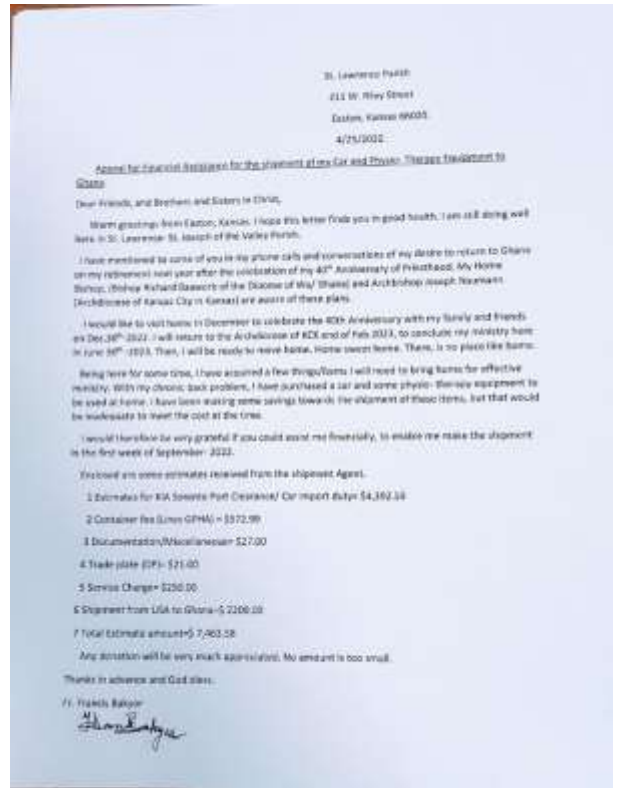 St. Lawrence Parish
211 W. Riley Street
Easton, Kansas 66020
4/25/2022
Appeal for Financial Assistance for the shipment of my Car and Physio- Therapy Equipment to
Ghana
Dear Friends, and Brothers and Sisters in Christ,
Warm greetings from Easton, Kansas. I hope this letter finds you in good health. I am still doing well
here in St. Lawrence- St. Joseph of the Valley Parish.
I have mentioned to some of you in my phone calls and conversations of my desire to return to Ghana
on my retirement next year after the celebration of my 40th Anniversary of Priesthood. My Home
Bishop, (Bishop Richard of the Diocese of Wa/ Ghana) and Archbishop Joseph Naumann
(Archdiocese of Kansas City in Kansas) are aware of these plans.
I would like to visit home in December to celebrate the 40th Anniversary with my family and friends
on Dec. 2022. I will return to the Archdiocese of KCK end of Feb 2023, to conclude my ministry here
in June 30th -2023. Then, I will be ready to move home. Home sweet home. There, is no place like home.
Being here for some time, I have acquired a few things/items I will need to bring home for effective
ministry. With my chronic back problem, I have purchased a car and some physio- therapy equipment to
be used at home. I have been making some savings towards the shipment of these items, but that would
be inadequate to meet the cost at the time.
I would therefore be very grateful if you could assist me financially, to enable me make the shipment
in the first week of September- 2022.
Enclosed are some estimates received from the shipment Agent.
1 Estimates for KIA Sorento Port Clearance/ Car import duty= $4,392.
2 Container fee (Lines GPHA) = $572.99
3 Documentation/Miscellaneous= $27.00
4 Trade plate (DP)- $21.00
5 Service Charge= $250.00
6 Shipment from USA to Ghana-$ 2200.
7 Total Estimate amount=$ 7,463.58
Any donation will be very much appreciated. No amount is too small.
Thanks in advance and God bless.
Fr. Francis Bakyor